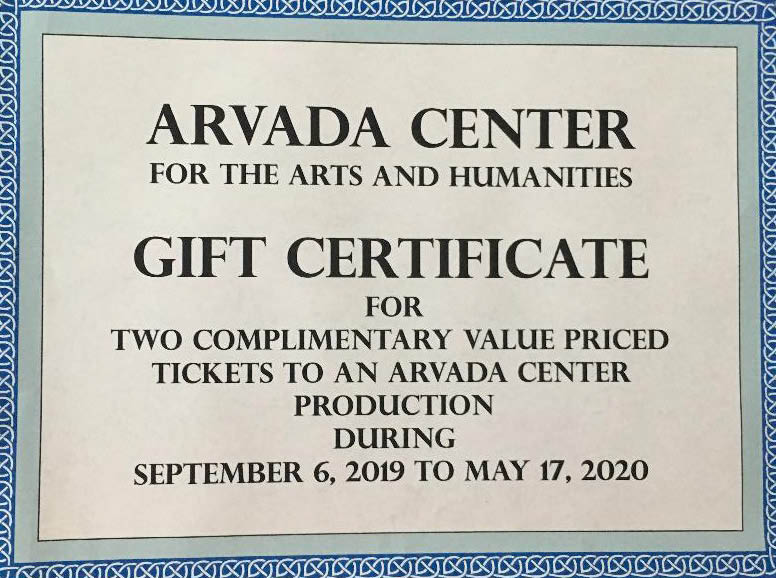 ARVADA CENTER
FOR THE ARTS AND HUMANITIES
GIFT CERTIFICATE
FOR
TWO COMPLIMENTARY VALUE PRICED
TICKETS TO AN ARVADA CENTER
PRODUCTION
DURING
SEPTEMBER 6, 2019 TO MAY 17, 2020